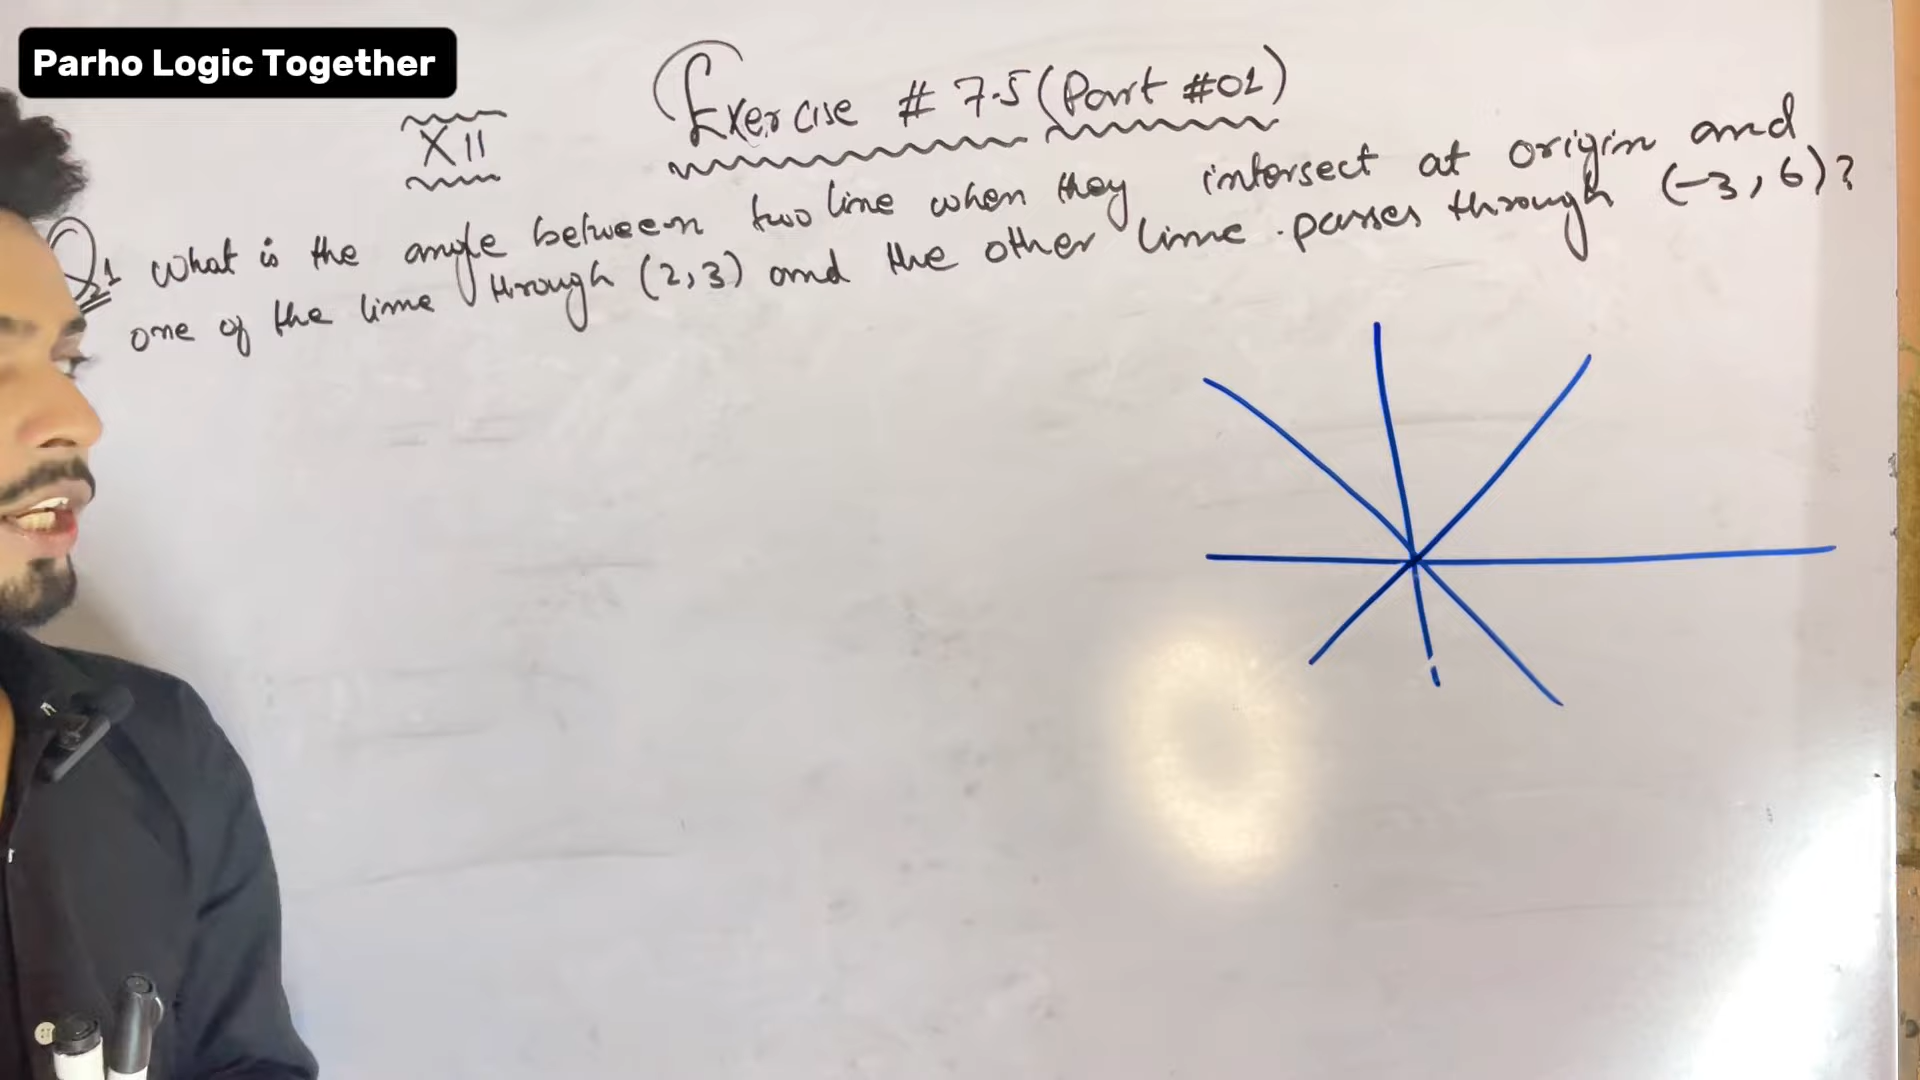 Parho Logic Together
Exercise # 7.5 (Part #01)
XII
Q1 What is the angle between two line when they intersect at origin and
one of the line through (2,3) and the other line passes through (-3,6)?